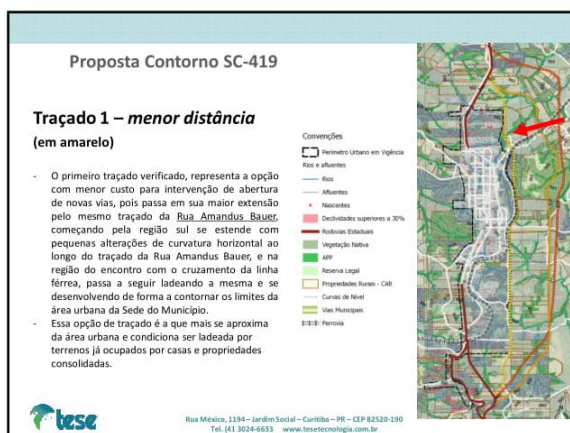 Proposta Contorno SC-419
Traçado 1 – menor distância
(em amarelo)
- O primeiro traçado verificado, representa a opção
com menor custo para intervenção de abertura
de novas vias, pois passa em sua maior extensão
pelo mesmo traçado da Rua Amandus Bauer,
começando pela região sul se estende com
pequenas alterações de curvatura horizontal ao
longo do traçado da Rua Amandus Bauer, e na
região do encontro com o cruzamento da linha
férrea, passa a seguir ladeando a mesma e se
desenvolvendo de forma a contornar os limites da
área urbana da Sede do Município.
- Essa opção de traçado é a que mais se aproxima
da área urbana e condiciona ser ladeada por
terrenos já ocupados por casas e propriedades
consolidadas.
Convenções
Perímetro Urbano em Vigência
Rios e afluentes
Rios
Afluentes
Nascentes
Declividades superiores a 30%
Rodovias Estaduais
Vegetação Nativa
APP
Reserva Legal
Propriedades Rurais - CAR
Curvas de Nível
Vias Municipais
Ferrovia
tese
Rua México, 1194 – Jardim Social – Curitiba – PR – CEP 82520-190
Tel. (41 3024-6633 www.tesetecnologia.com.br